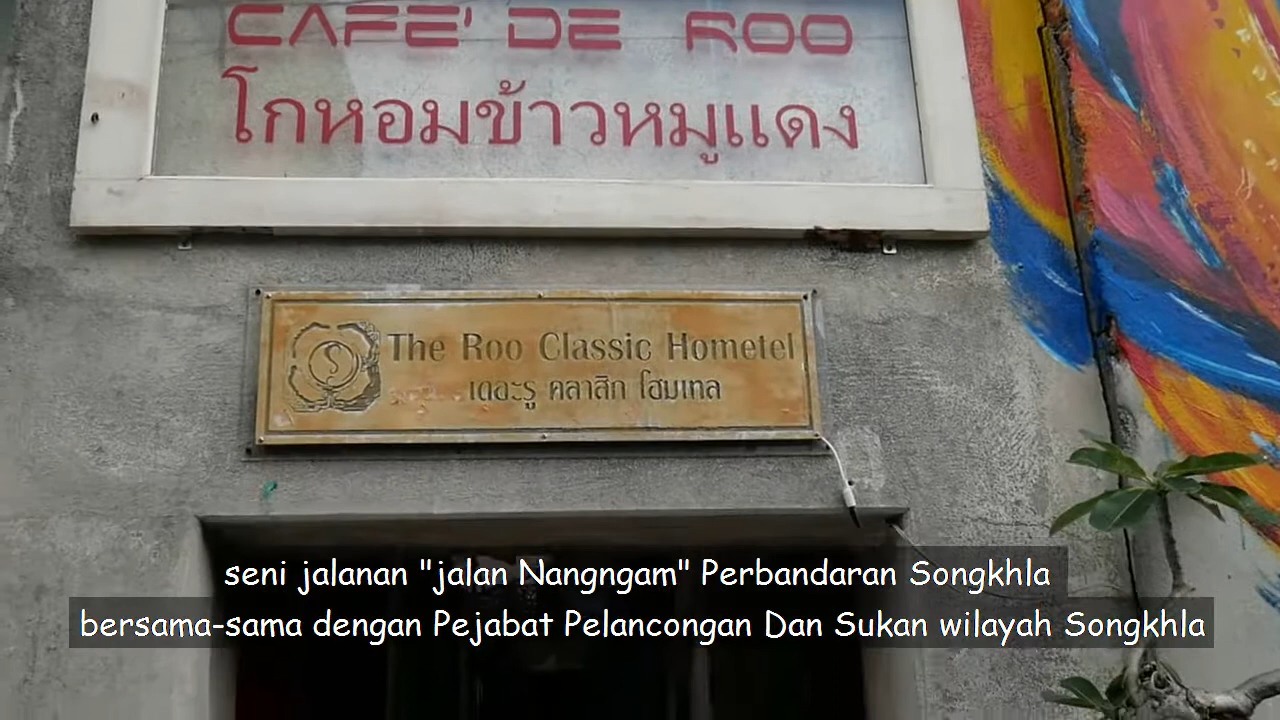 CAFE' DE ROO
โกหอมข้าวหมูแดง
The Roo Classic Hometel
เดอะรู คลาสิก โฮมเทล
seni jalanan "jalan Nangngam" Perbandaran Songkhla
bersama-sama dengan Pejabat Pelancongan Dan Sukan wilayah Songkhla